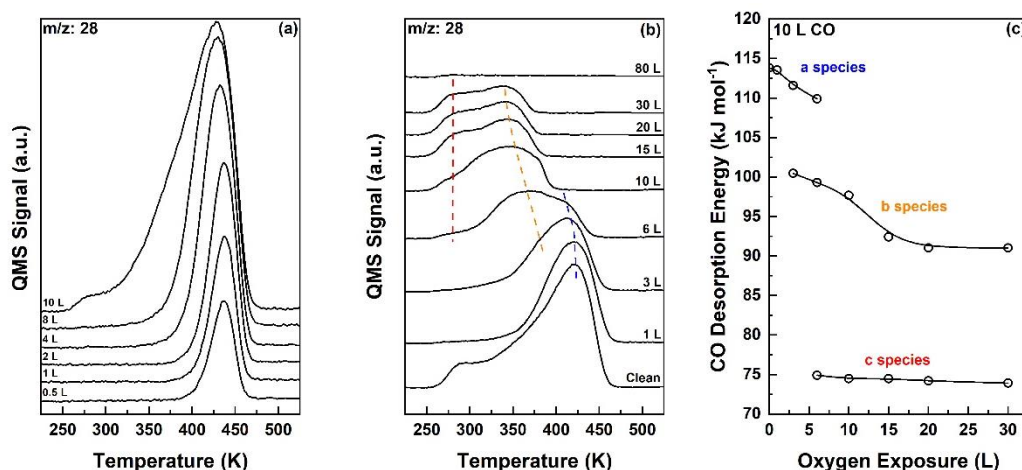 m/z: 28
(a)
QMS Signal (a.u.)
10 L
8 L
4 L
2 L
1 L
0.5 L
250 300 350 400 450 500
Temperature (K)
m/z: 28
(b)
QMS Signal (a.u.)
80 L
30 L
20 L
15 L
10 L
6 L
3 L
1 L
Clean
250 300 350 400 450 500
Temperature (K)
10 L CO
(c)
CO Desorption Energy (kJ mol⁻¹)
120
115
110
105
100
95
90
85
80
75
70
a species
b species
c species
0 5 10 15 20 25 30
Oxygen Exposure (L)